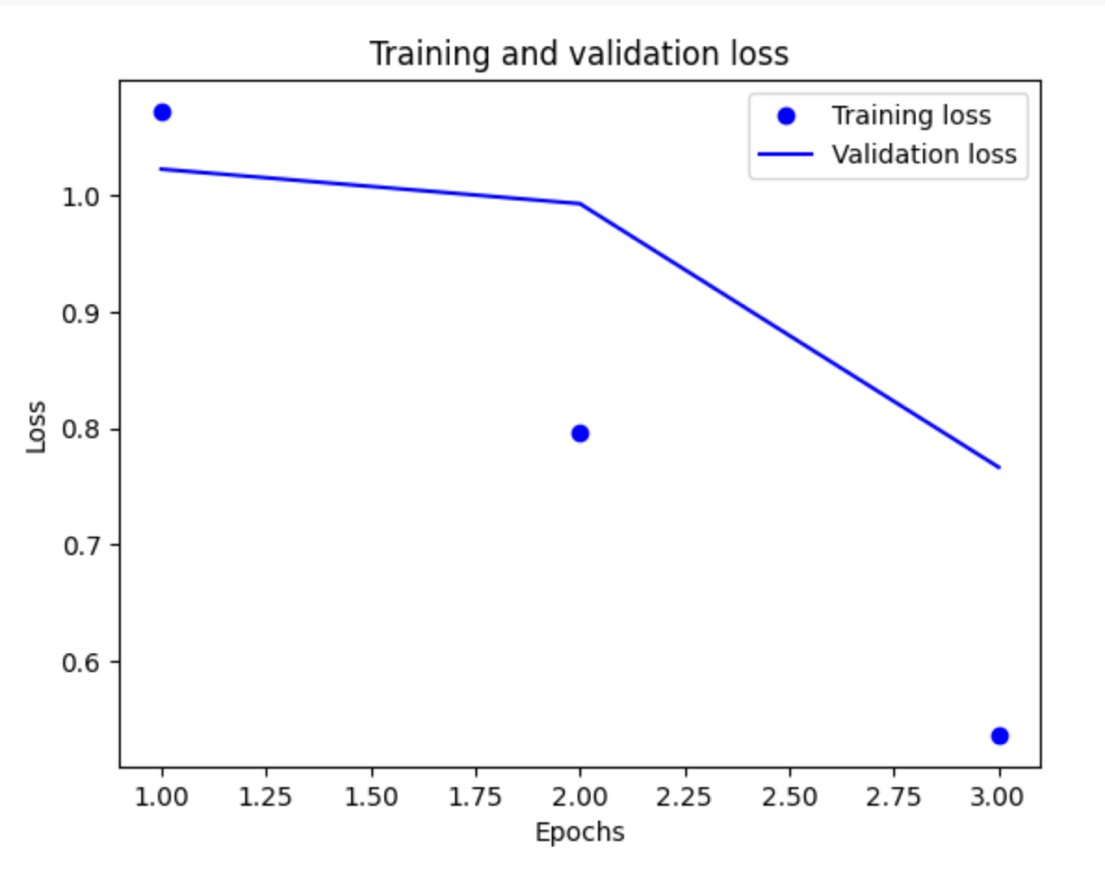 Training and validation loss
Training loss
Validation loss
1.0
0.9
0.8
0.7
0.6
Loss
1.00 1.25 1.50 1.75 2.00 2.25 2.50 2.75 3.00
Epochs